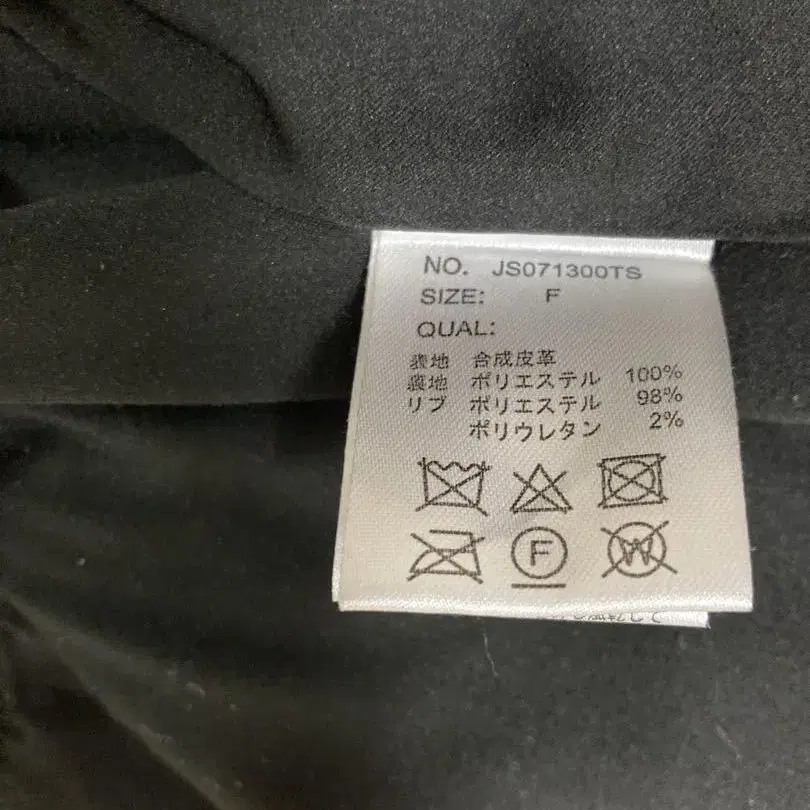 NO. JS071300TS
SIZE: F
QUAL:
表地 合成皮革
裏地 ポリエステル 100%
リブ ポリエステル 98%
ポリウレタン 2%
F
W